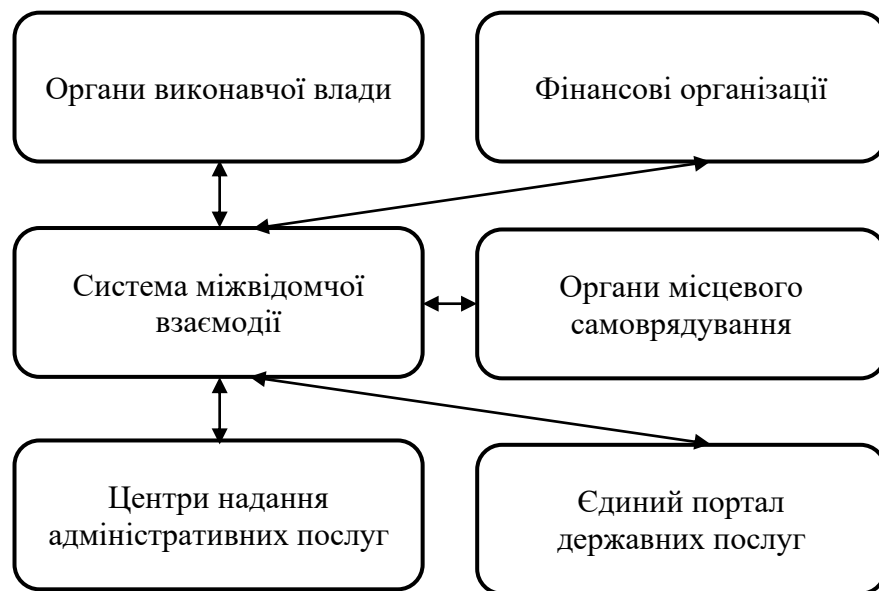 Органи виконавчої влади
Фінансові організації
Система міжвідомчої
взаємодії
Органи місцевого
самоврядування
Центри надання
адміністративних послуг
Єдиний портал
державних послуг